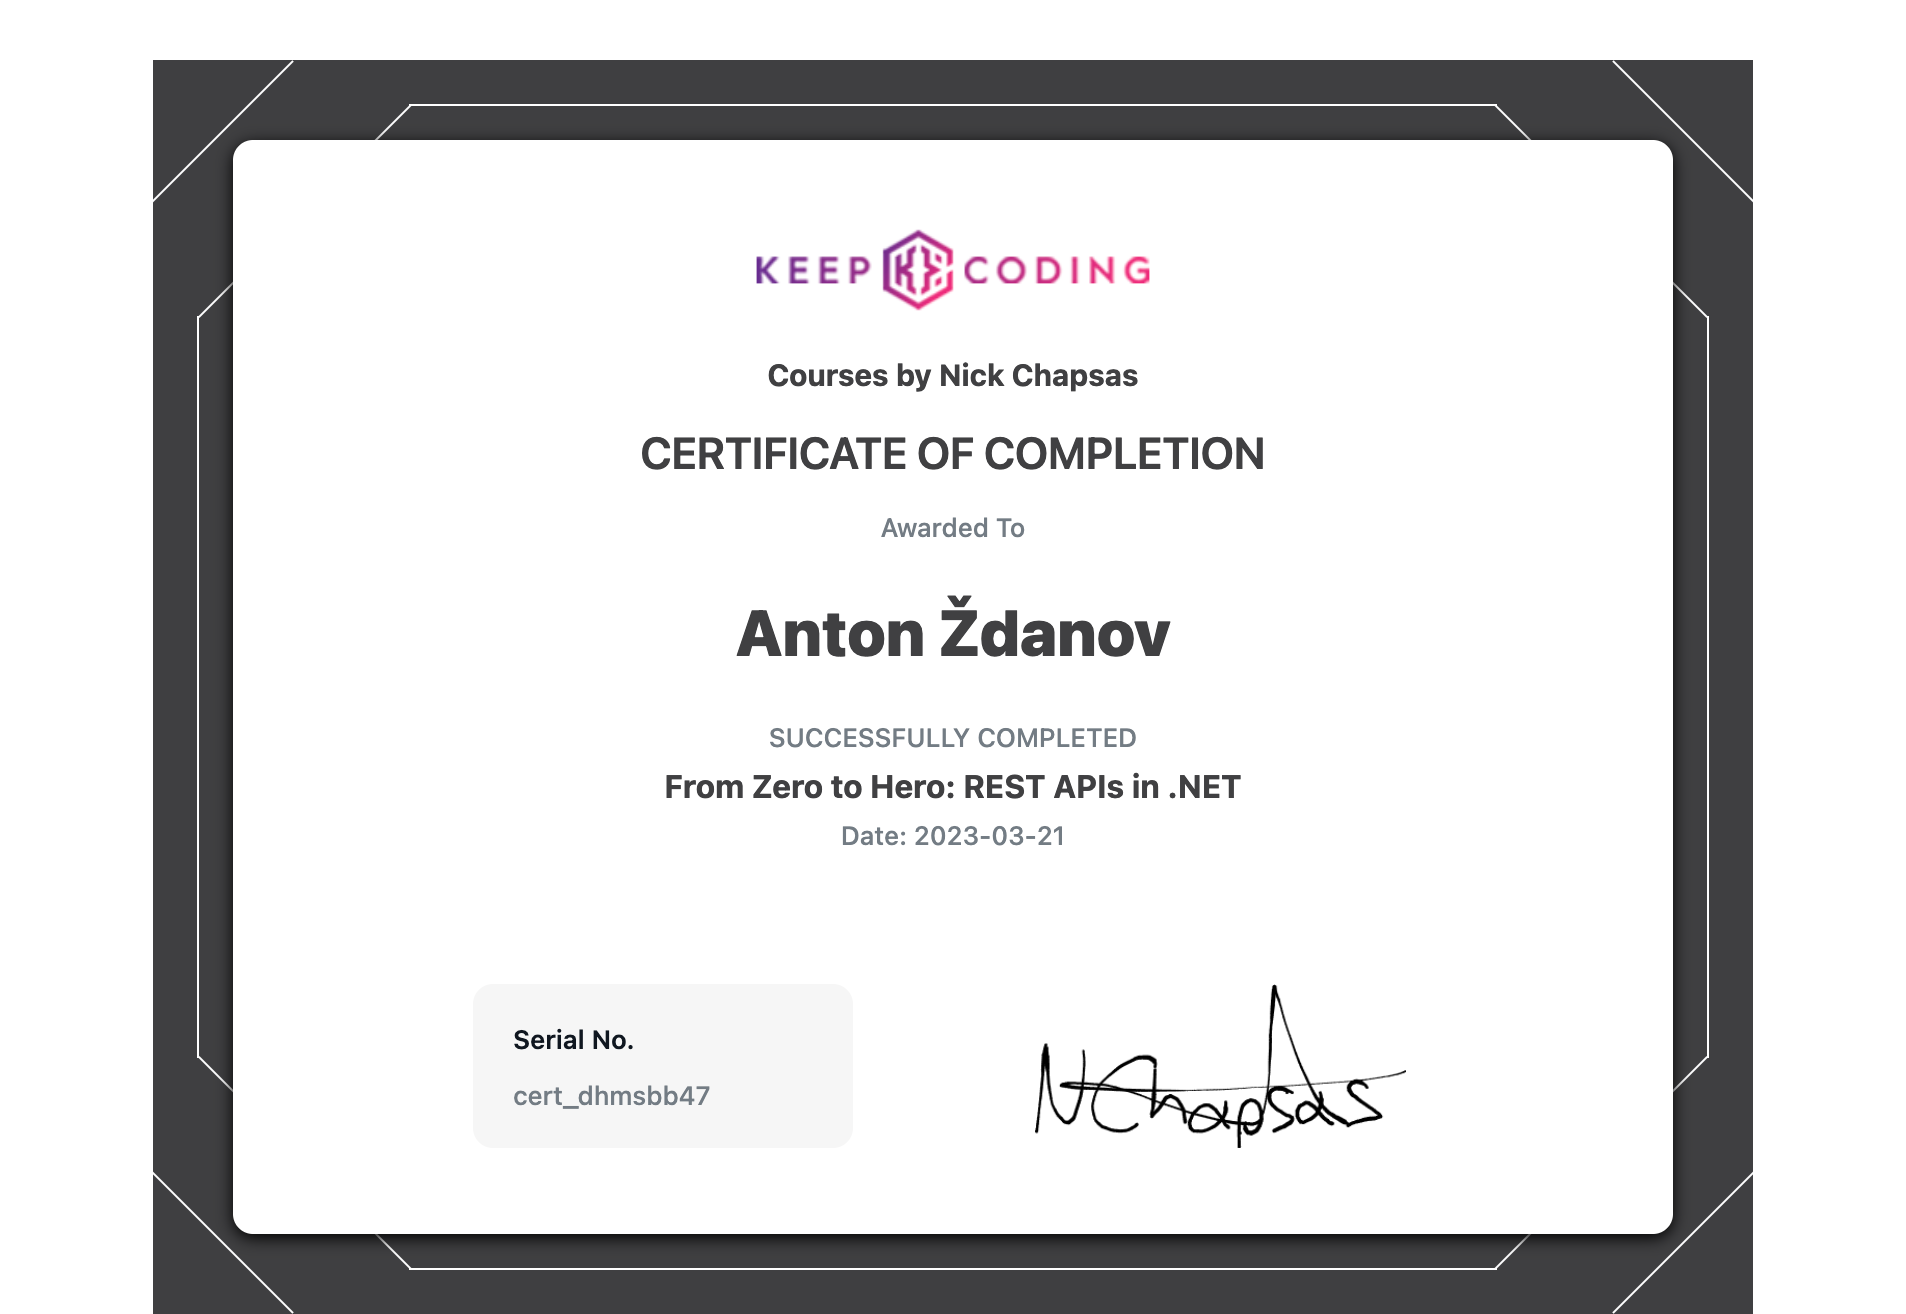 KEEP CODING
Courses by Nick Chapsas
CERTIFICATE OF COMPLETION
Awarded To
Anton Ždanov
SUCCESSFULLY COMPLETED
From Zero to Hero: REST APIs in .NET
Date: 2023-03-21
Serial No.
cert_dhmsbb47
NChapsas